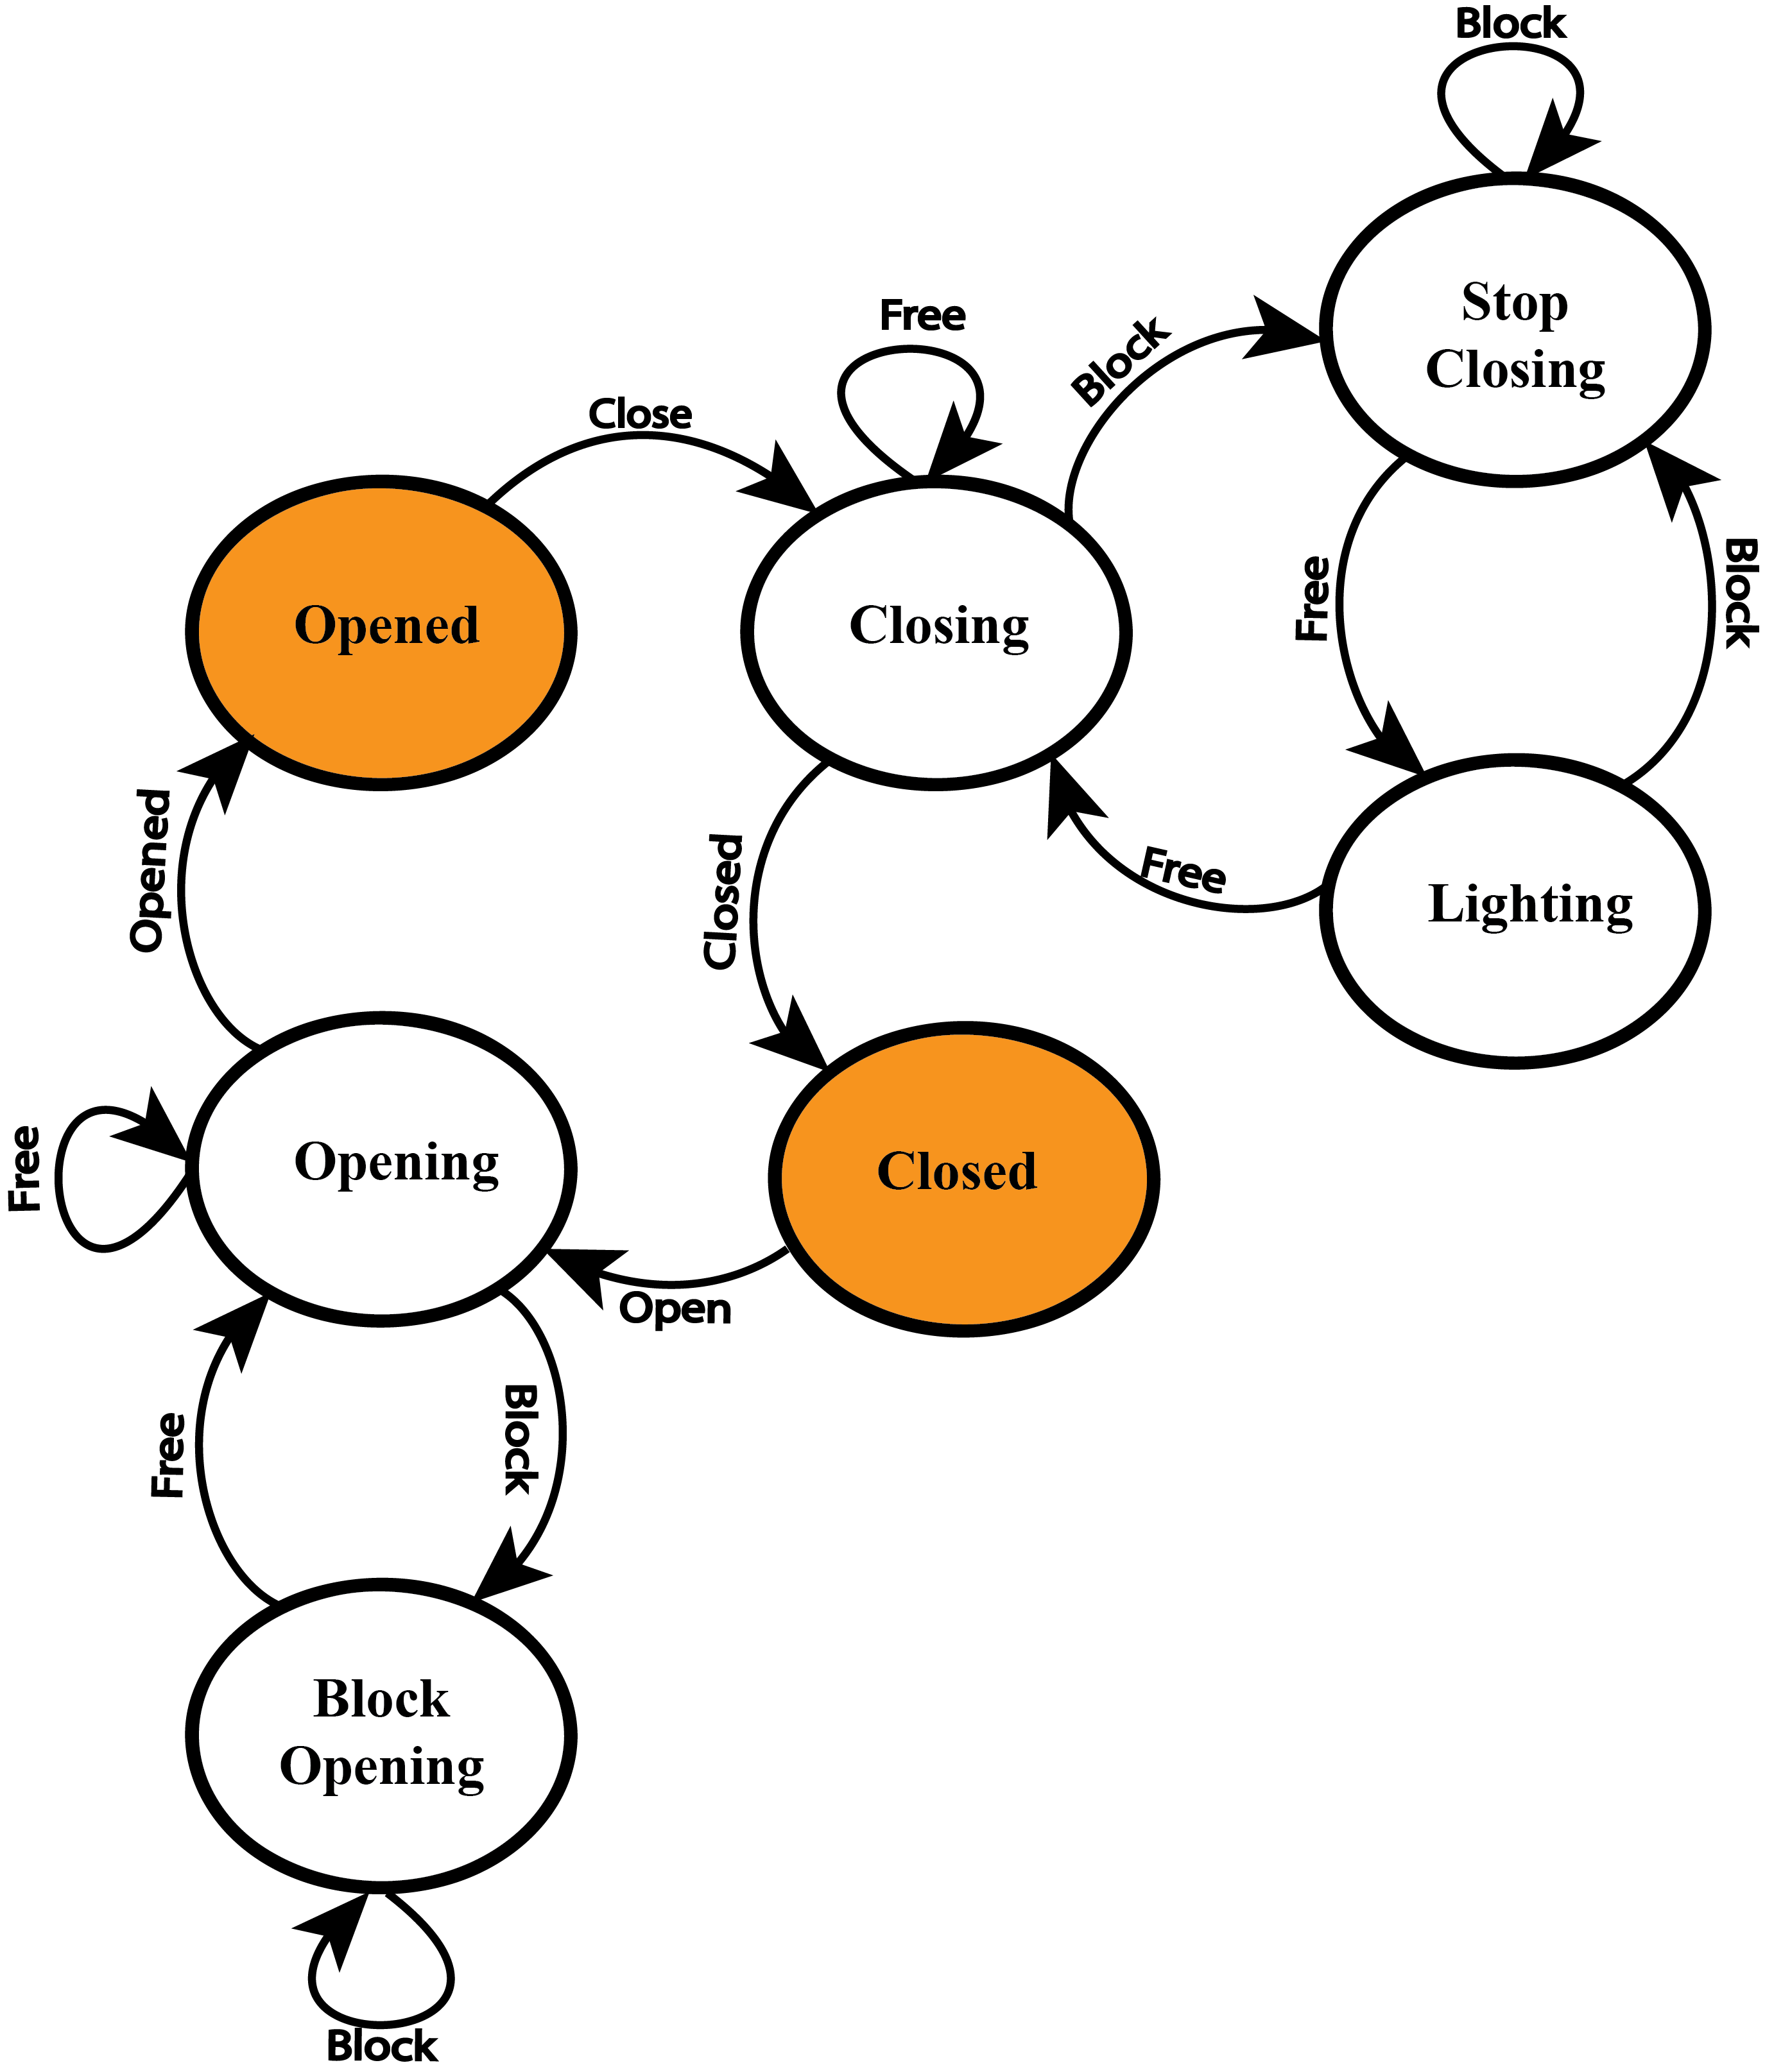 Block
Stop
Closing
Free
Block
Close
Opened
Closing
Free
Block
Opened
Closed
Free
Lighting
Free
Opening
Closed
Open
Free
Block
Block
Opening
Block